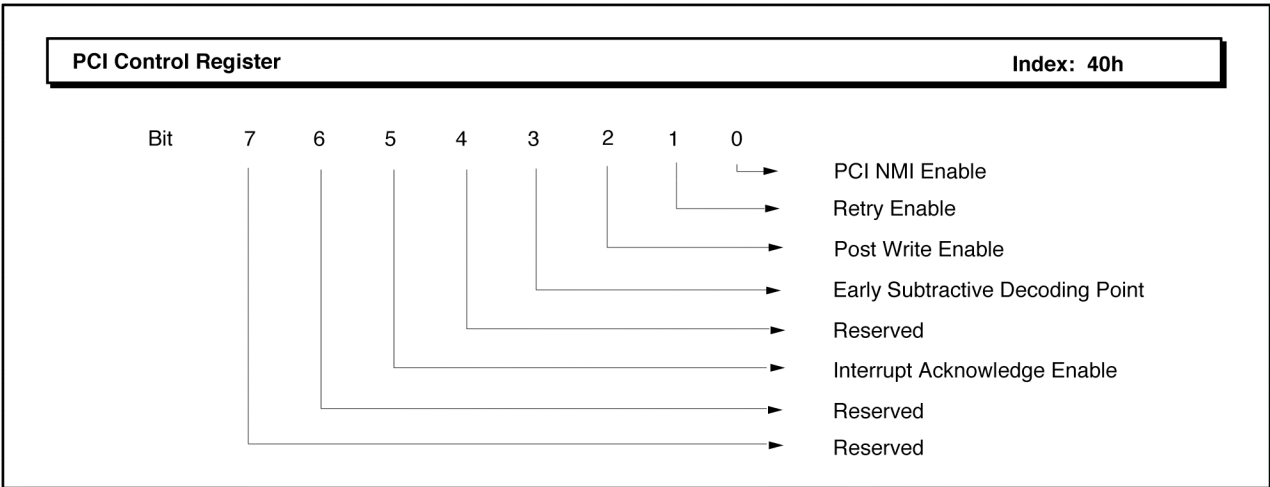 PCI Control Register Index: 40h
Bit 7 6 5 4 3 2 1 0
PCI NMI Enable
Retry Enable
Post Write Enable
Early Subtractive Decoding Point
Reserved
Interrupt Acknowledge Enable
Reserved
Reserved